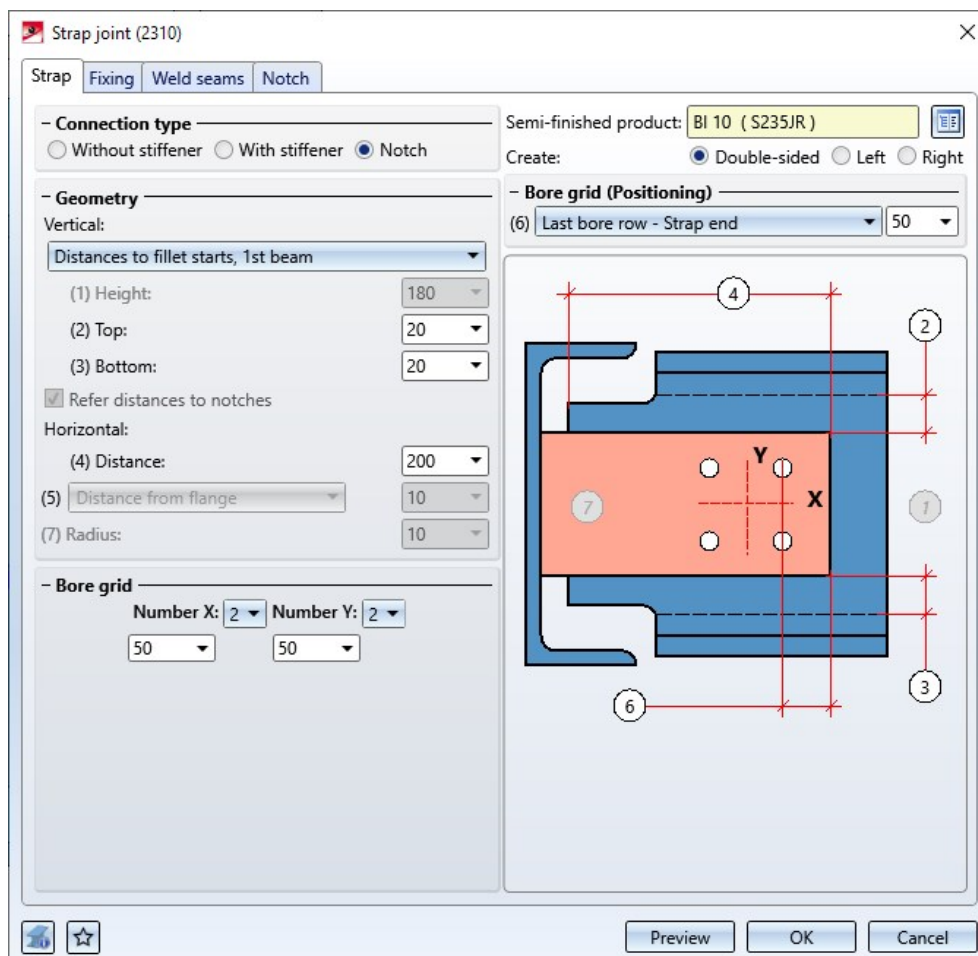 Strap joint (2310)
Strap Fixing Weld seams Notch
Connection type
Without stiffener With stiffener Notch
Geometry
Vertical:
Distances to fillet starts, 1st beam
(1) Height: 180
(2) Top: 20
(3) Bottom: 20
Refer distances to notches
Horizontal:
(4) Distance: 200
(5) Distance from flange 10
(7) Radius: 10
Bore grid
Number X: 2 Number Y: 2
50 50
Semi-finished product: Bl 10 ( S235JR )
Create: Double-sided Left Right
Bore grid (Positioning)
(6) Last bore row - Strap end 50
4
2
Y
X
7
1
3
6
Preview OK Cancel